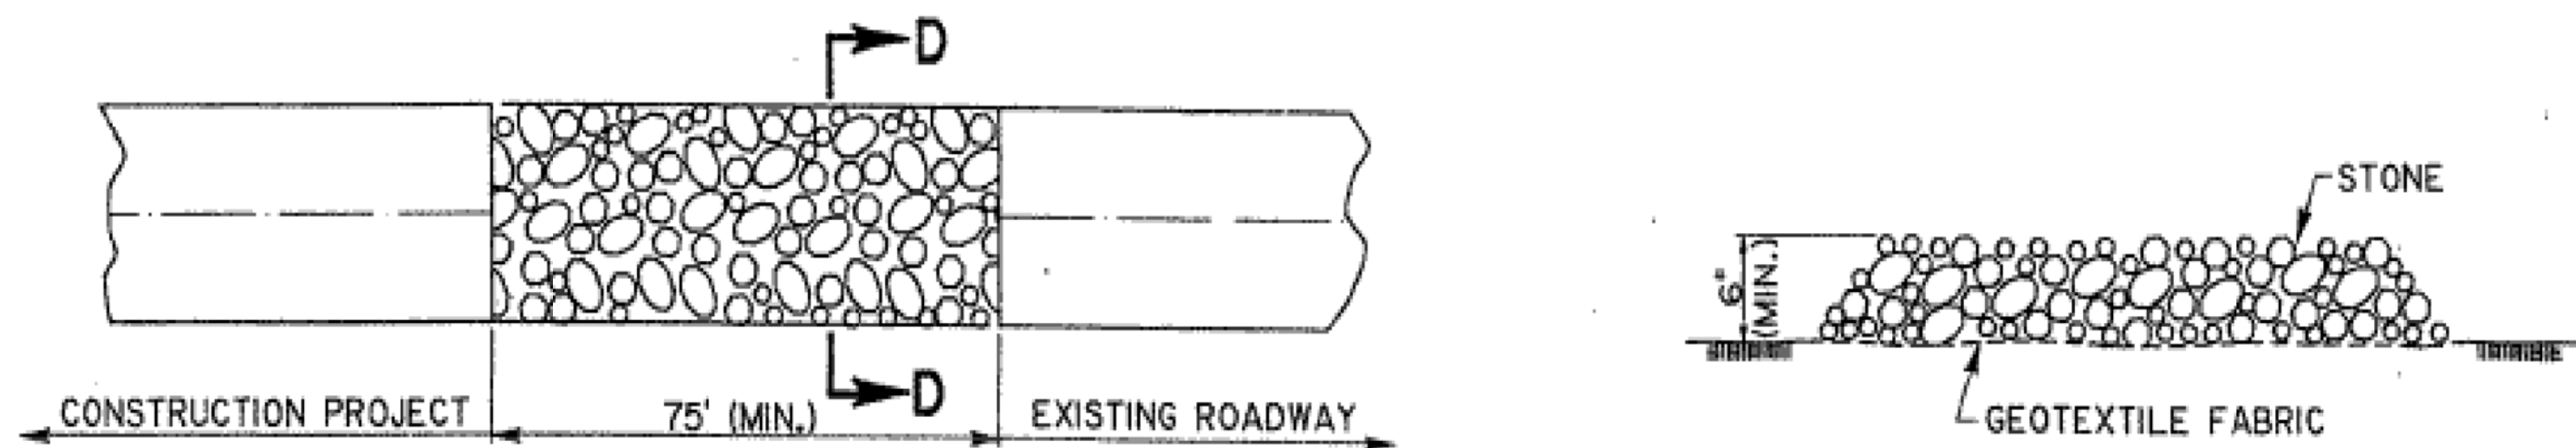 D
D
CONSTRUCTION PROJECT
75' (MIN.)
EXISTING ROADWAY
STONE
6"
(MIN.)
GEOTEXTILE FABRIC